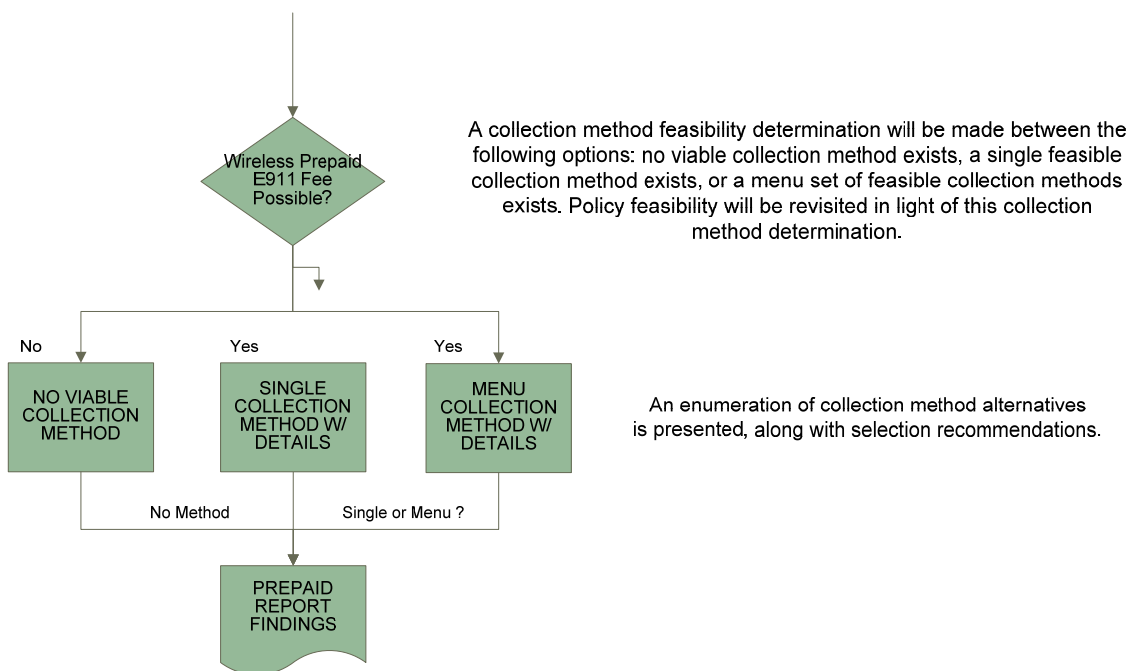 Wireless Prepaid
E911 Fee
Possible?
A collection method feasibility determination will be made between the
following options: no viable collection method exists, a single feasible
collection method exists, or a menu set of feasible collection methods
exists. Policy feasibility will be revisited in light of this collection
method determination.
No
Yes
Yes
NO VIABLE
COLLECTION
METHOD
SINGLE
COLLECTION
METHOD W/
DETAILS
MENU
COLLECTION
METHOD W/
DETAILS
An enumeration of collection method alternatives
is presented, along with selection recommendations.
No Method
Single or Menu ?
PREPAID
REPORT
FINDINGS